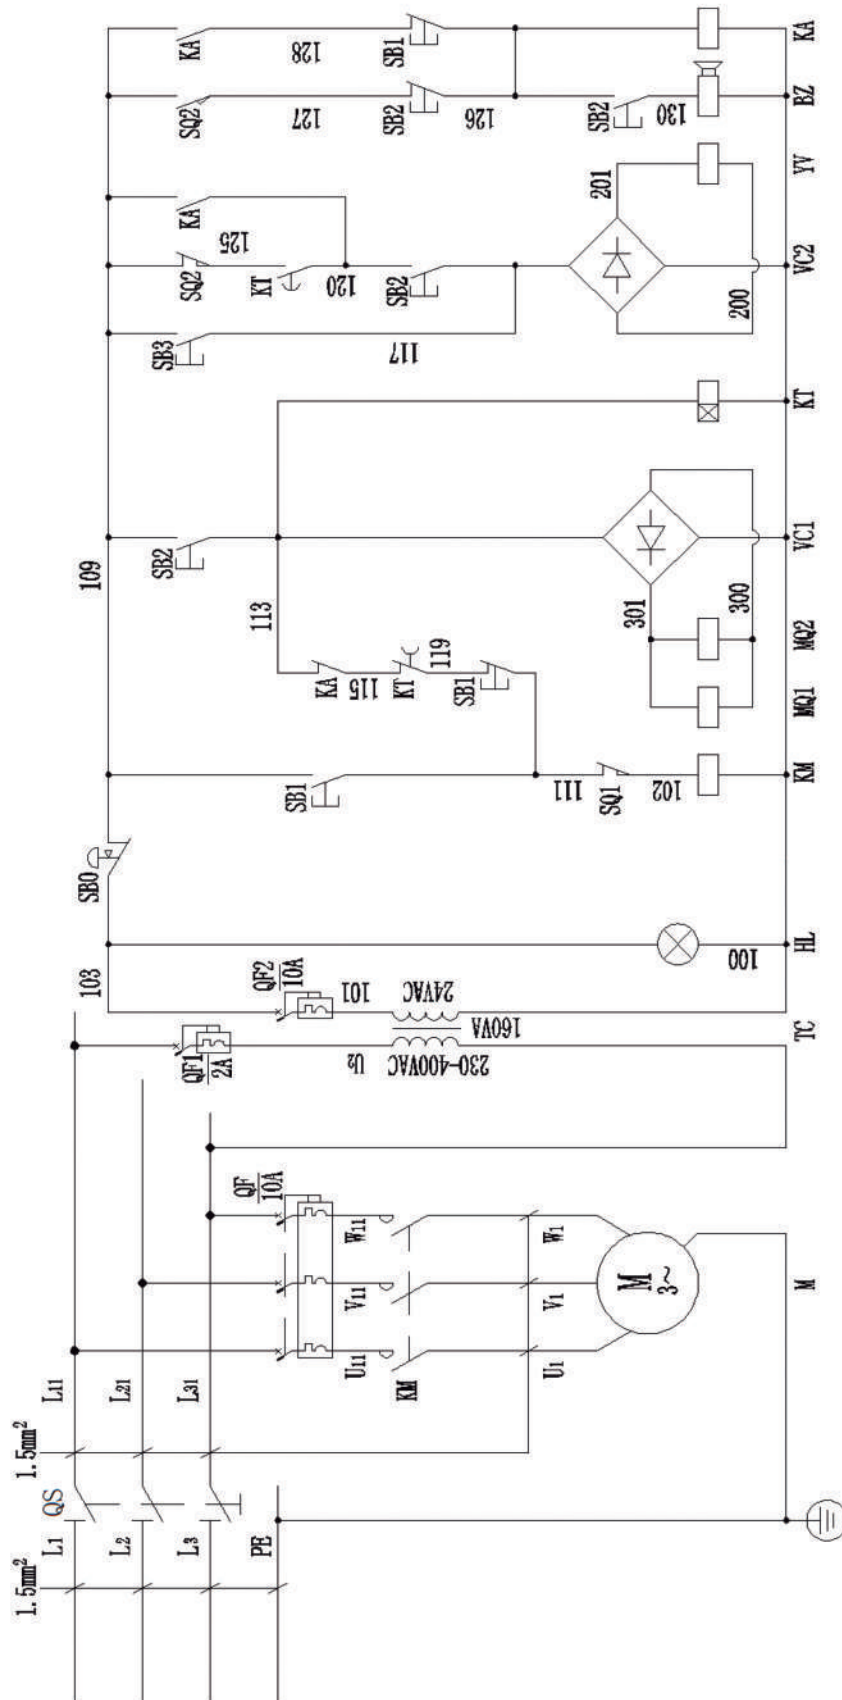 1.5mm²
1.5mm²
QS
L1
L2
L3
PE
L11
L21
L31
QF
10A
U11
V11
W11
KM
U1
V1
W1
M
3~
M
QF1
2A
U2
230-400VAC
160VA
24VAC
TC
QF2
10A
101
103
HL
100
SB0
109
SB1
111
SQ1
102
KM
113
KA
115
KT
119
SB1
SB2
301
300
MQ1
MQ2
VC1
KT
SB3
117
SQ2
125
KT
120
KA
SB2
201
200
VC2
YV
SQ2
127
SB2
126
SB2
130
BZ
KA
128
SB1
KA